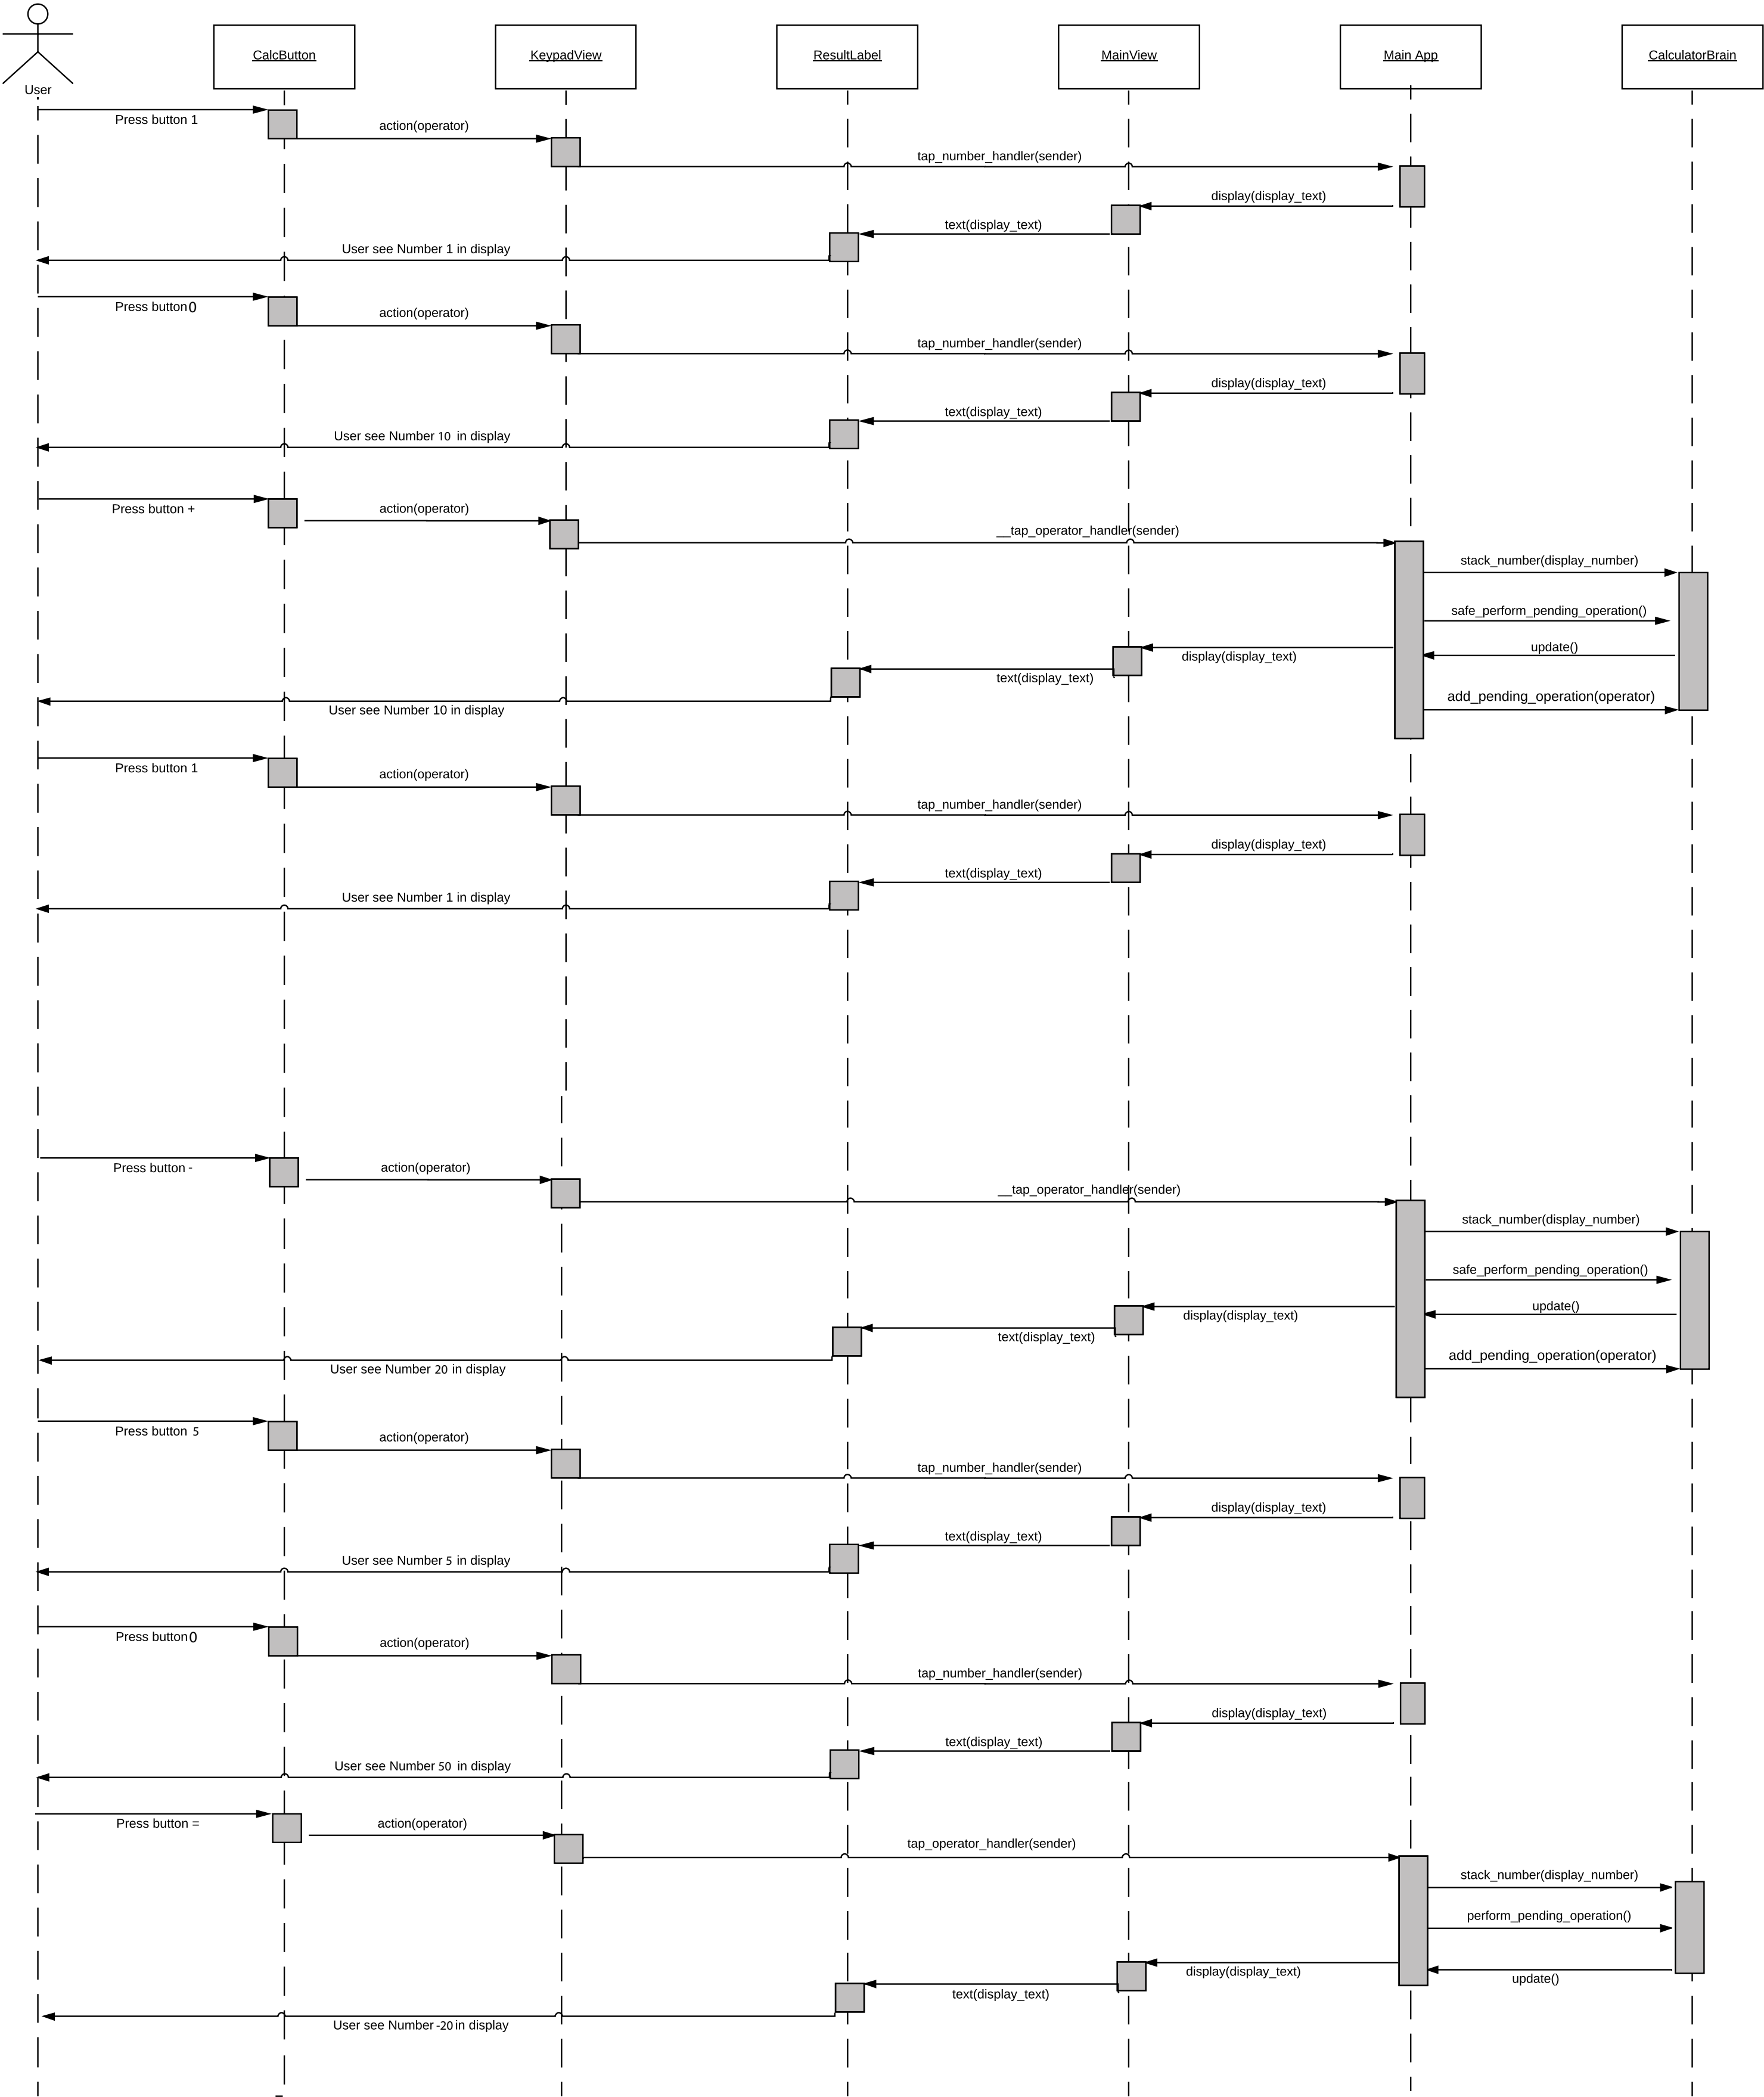 User
CalcButton
KeypadView
ResultLabel
MainView
Main App
CalculatorBrain
Press button 1
action(operator)
tap_number_handler(sender)
display(display_text)
text(display_text)
User see Number 1 in display
Press button 0
action(operator)
tap_number_handler(sender)
display(display_text)
text(display_text)
User see Number 10 in display
Press button +
action(operator)
__tap_operator_handler(sender)
stack_number(display_number)
safe_perform_pending_operation()
update()
display(display_text)
text(display_text)
add_pending_operation(operator)
User see Number 10 in display
Press button 1
action(operator)
tap_number_handler(sender)
display(display_text)
text(display_text)
User see Number 1 in display
Press button -
action(operator)
__tap_operator_handler(sender)
stack_number(display_number)
safe_perform_pending_operation()
update()
display(display_text)
text(display_text)
add_pending_operation(operator)
User see Number 20 in display
Press button 5
action(operator)
tap_number_handler(sender)
display(display_text)
text(display_text)
User see Number 5 in display
Press button 0
action(operator)
tap_number_handler(sender)
display(display_text)
text(display_text)
User see Number 50 in display
Press button =
action(operator)
tap_operator_handler(sender)
stack_number(display_number)
perform_pending_operation()
display(display_text)
update()
text(display_text)
User see Number -20 in display